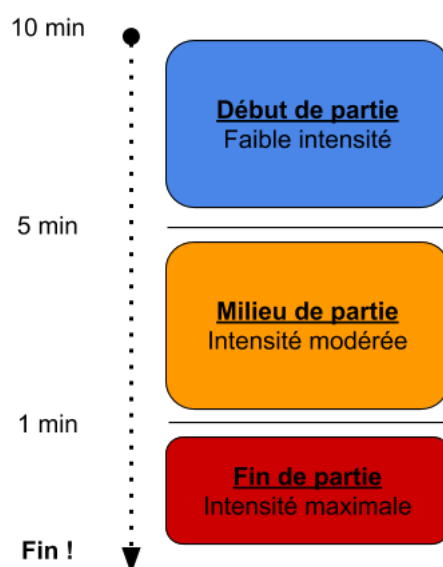 10 min
Début de partie
Faible intensité
5 min
Milieu de partie
Intensité modérée
1 min
Fin de partie
Intensité maximale
Fin !